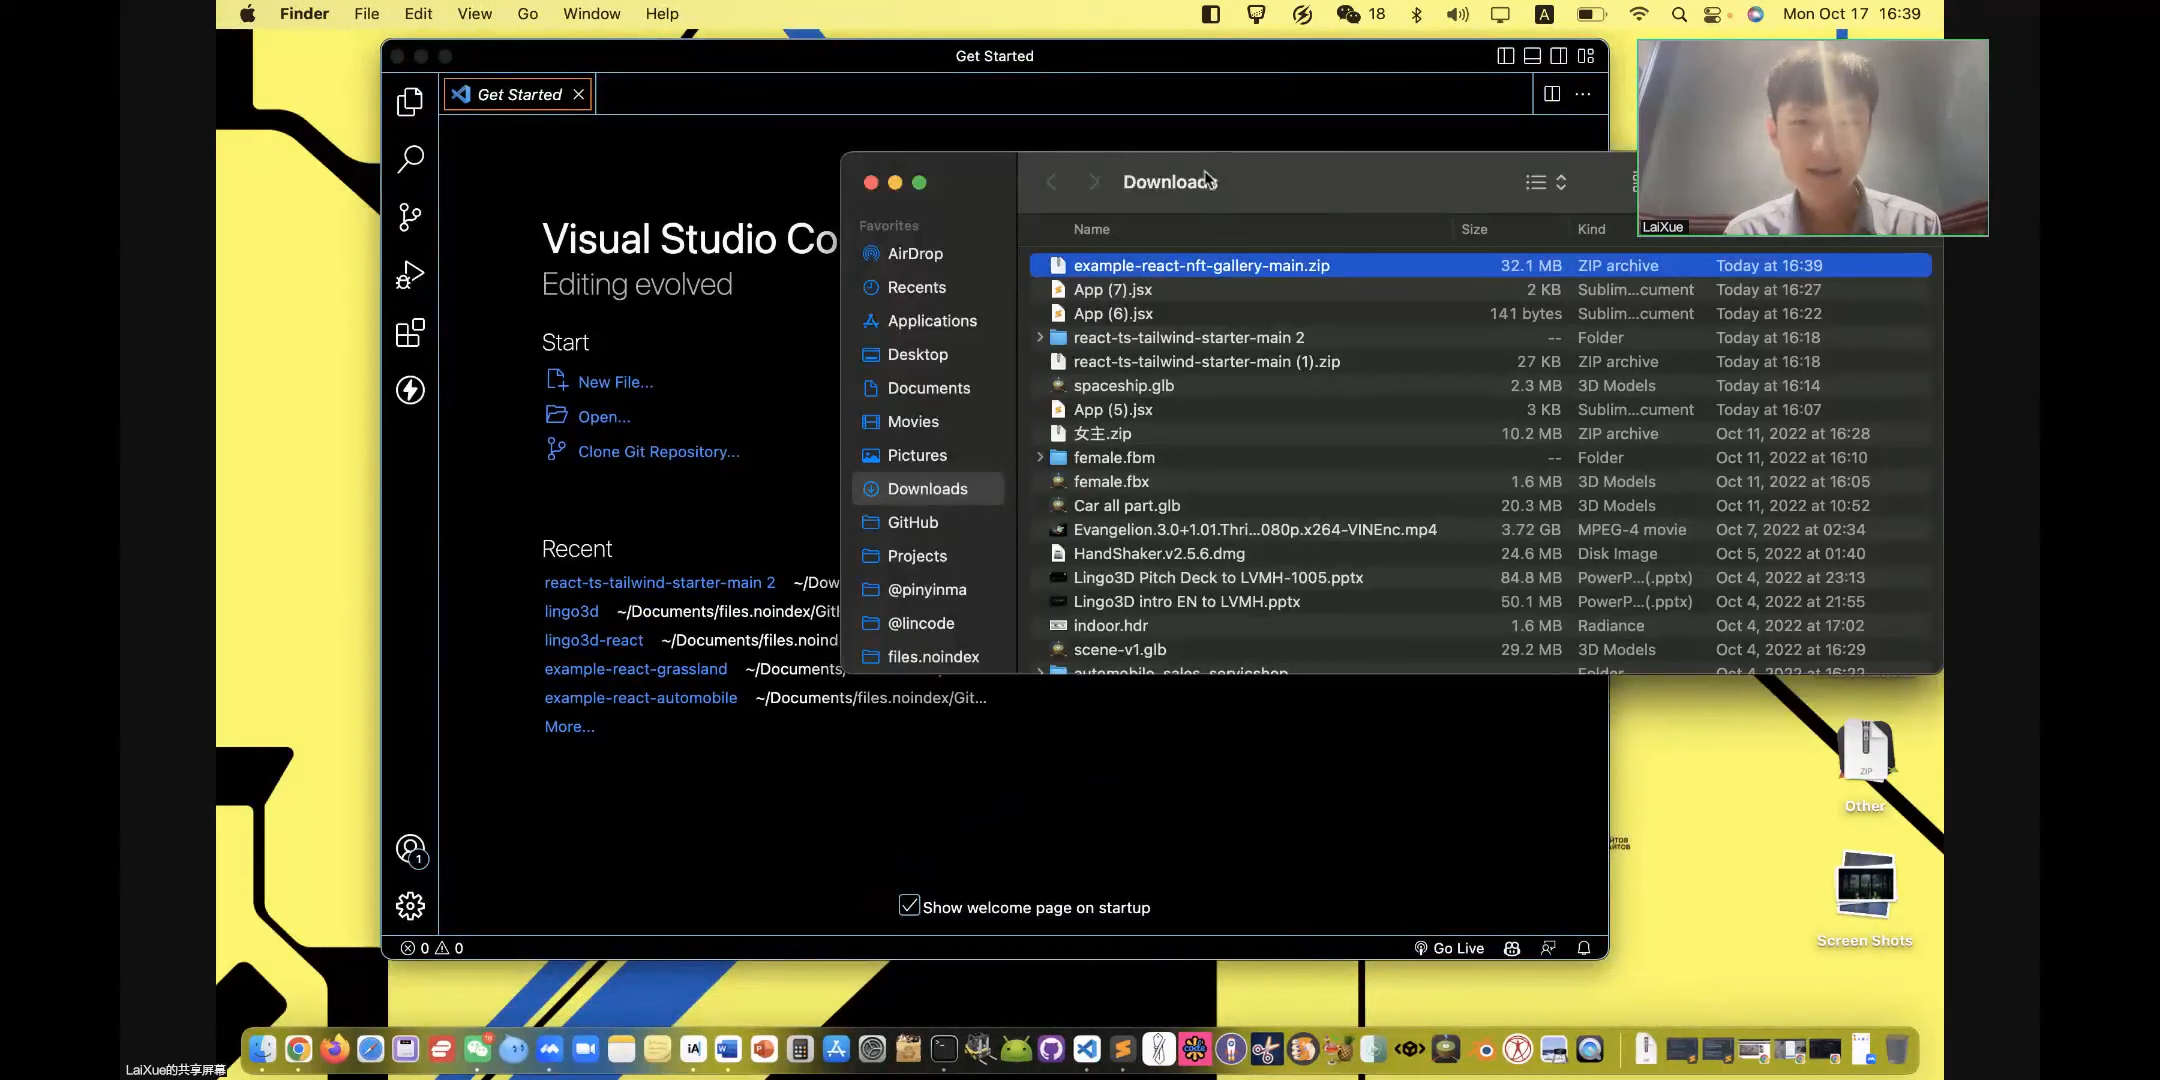 Finder File Edit View Go Window Help
18
A
Mon Oct 17 16:39
Get Started
Get Started
LaiXue
Visual Studio Co
Editing evolved
Start
New File...
Open...
Clone Git Repository...
Recent
react-ts-tailwind-starter-main 2 ~/Dow
lingo3d ~/Documents/files.noindex/Gitl
lingo3d-react ~/Documents/files.noind
example-react-grassland ~/Documents/
example-react-automobile ~/Documents/files.noindex/Git...
More...
Show welcome page on startup
0 0
Go Live
1
Downloads
Favorites
AirDrop
Recents
Applications
Desktop
Documents
Movies
Pictures
Downloads
GitHub
Projects
@pinyinma
@lincode
files.noindex
Name Size Kind
example-react-nft-gallery-main.zip 32.1 MB ZIP archive Today at 16:39
App (7).jsx 2 KB Sublim...cument Today at 16:27
App (6).jsx 141 bytes Sublim...cument Today at 16:22
react-ts-tailwind-starter-main 2 -- Folder Today at 16:18
react-ts-tailwind-starter-main (1).zip 27 KB ZIP archive Today at 16:18
spaceship.glb 2.3 MB 3D Models Today at 16:14
App (5).jsx 3 KB Sublim...cument Today at 16:07
女主.zip 10.2 MB ZIP archive Oct 11, 2022 at 16:28
female.fbm -- Folder Oct 11, 2022 at 16:10
female.fbx 1.6 MB 3D Models Oct 11, 2022 at 16:05
Car all part.glb 20.3 MB 3D Models Oct 11, 2022 at 10:52
Evangelion.3.0+1.01.Thri...080p.x264-VINEnc.mp4 3.72 GB MPEG-4 movie Oct 7, 2022 at 02:34
HandShaker.v2.5.6.dmg 24.6 MB Disk Image Oct 5, 2022 at 01:40
Lingo3D Pitch Deck to LVMH-1005.pptx 84.8 MB PowerP...(.pptx) Oct 4, 2022 at 23:13
Lingo3D intro EN to LVMH.pptx 50.1 MB PowerP...(.pptx) Oct 4, 2022 at 21:55
indoor.hdr 1.6 MB Radiance Oct 4, 2022 at 17:02
scene-v1.glb 29.2 MB 3D Models Oct 4, 2022 at 16:29
automobile_sales_servicshop -- Folder Oct 4, 2022 at 16:22
ZIP
Other
Screen Shots
LaiXue的共享屏幕